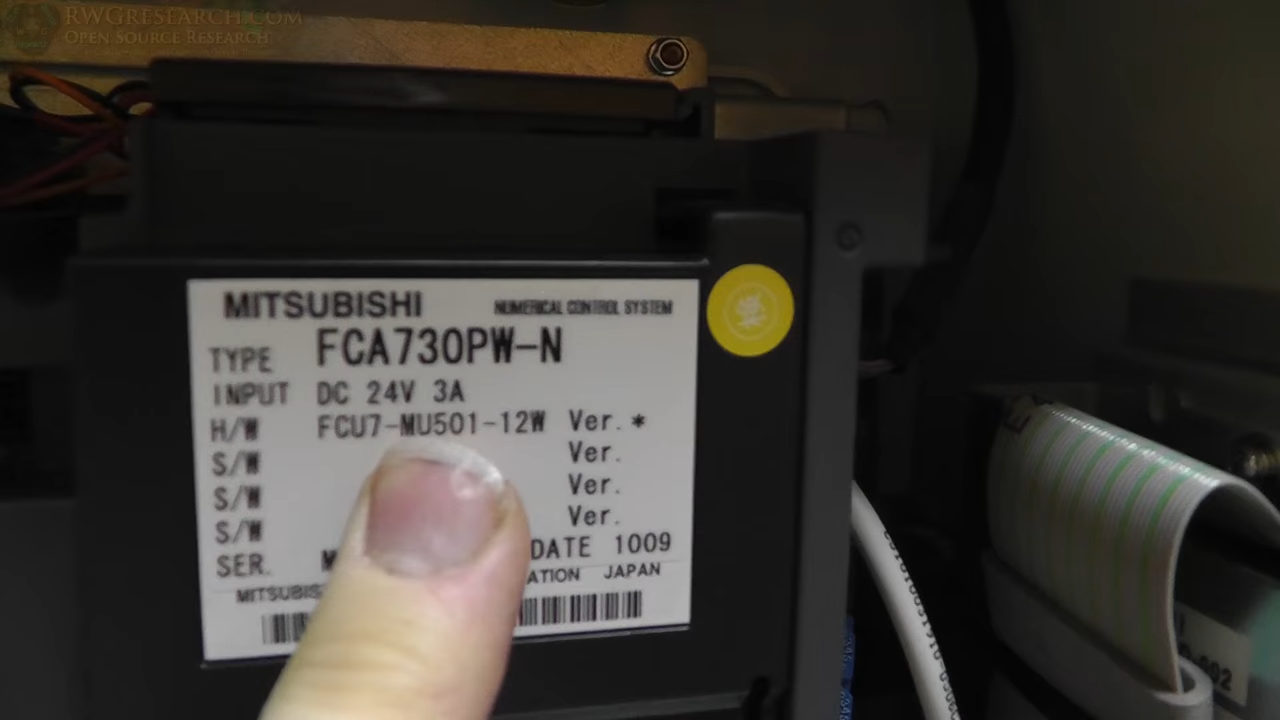 RWGRESEARCH.COM
OPEN SOURCE RESEARCH
MITSUBISHI NUMERICAL CONTROL SYSTEM
TYPE FCA730PW-N
INPUT DC 24V 3A
H/W FCU7-MU501-12W Ver.*
S/W Ver.
S/W Ver.
S/W Ver.
SER. DATE 1009
JAPAN